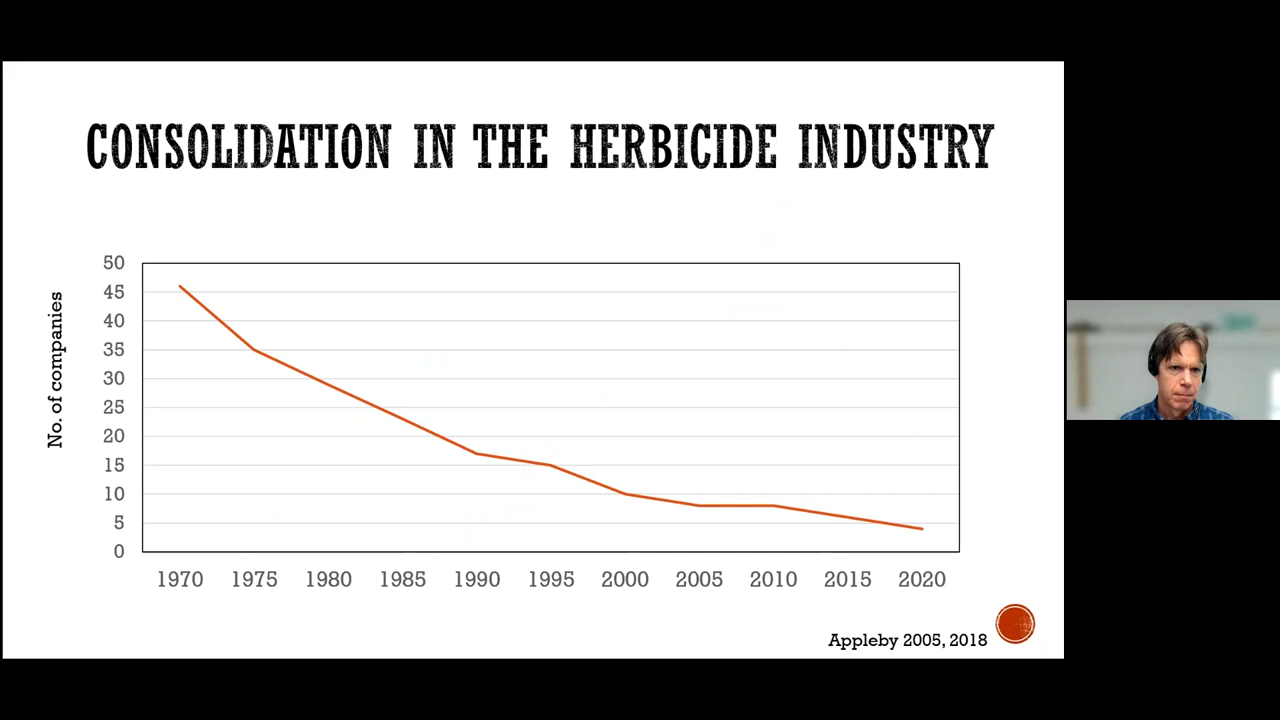 CONSOLIDATION IN THE HERBICIDE INDUSTRY
No. of companies
50
45
40
35
30
25
20
15
10
5
0
1970 1975 1980 1985 1990 1995 2000 2005 2010 2015 2020
Appleby 2005, 2018